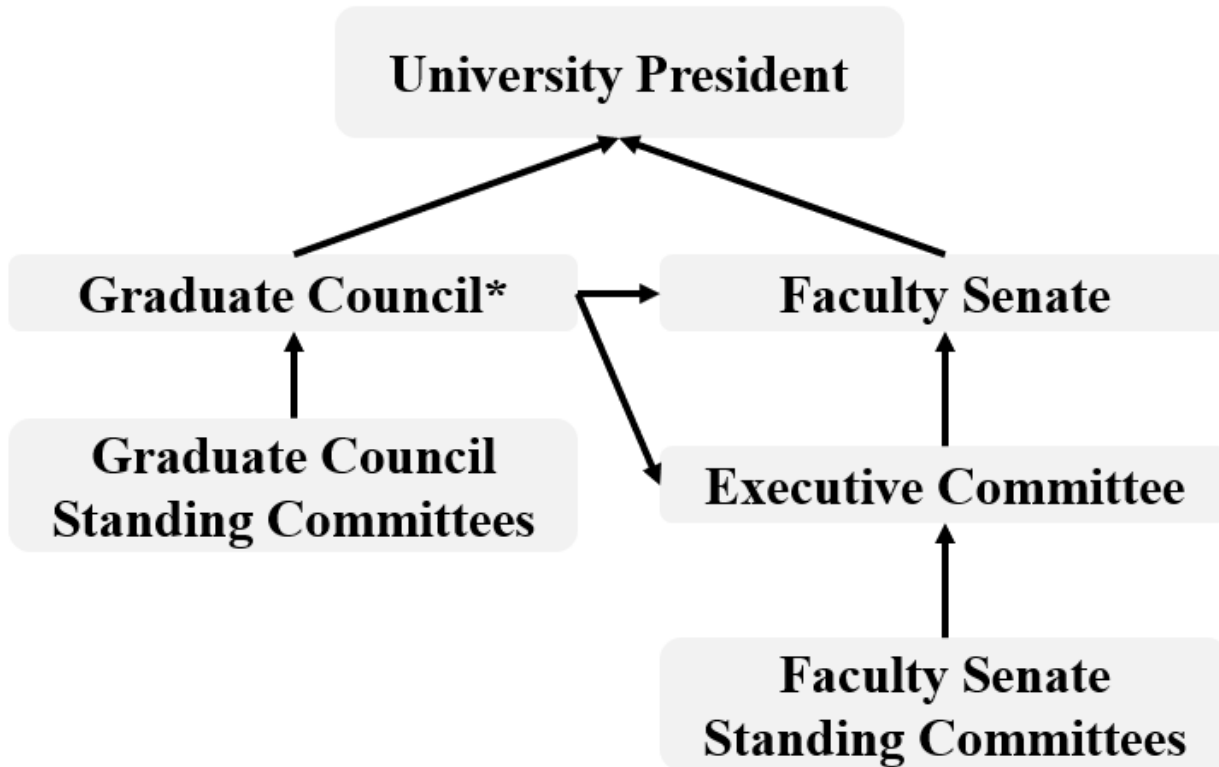 University President
Graduate Council*
Faculty Senate
Graduate Council
Standing Committees
Executive Committee
Faculty Senate
Standing Committees